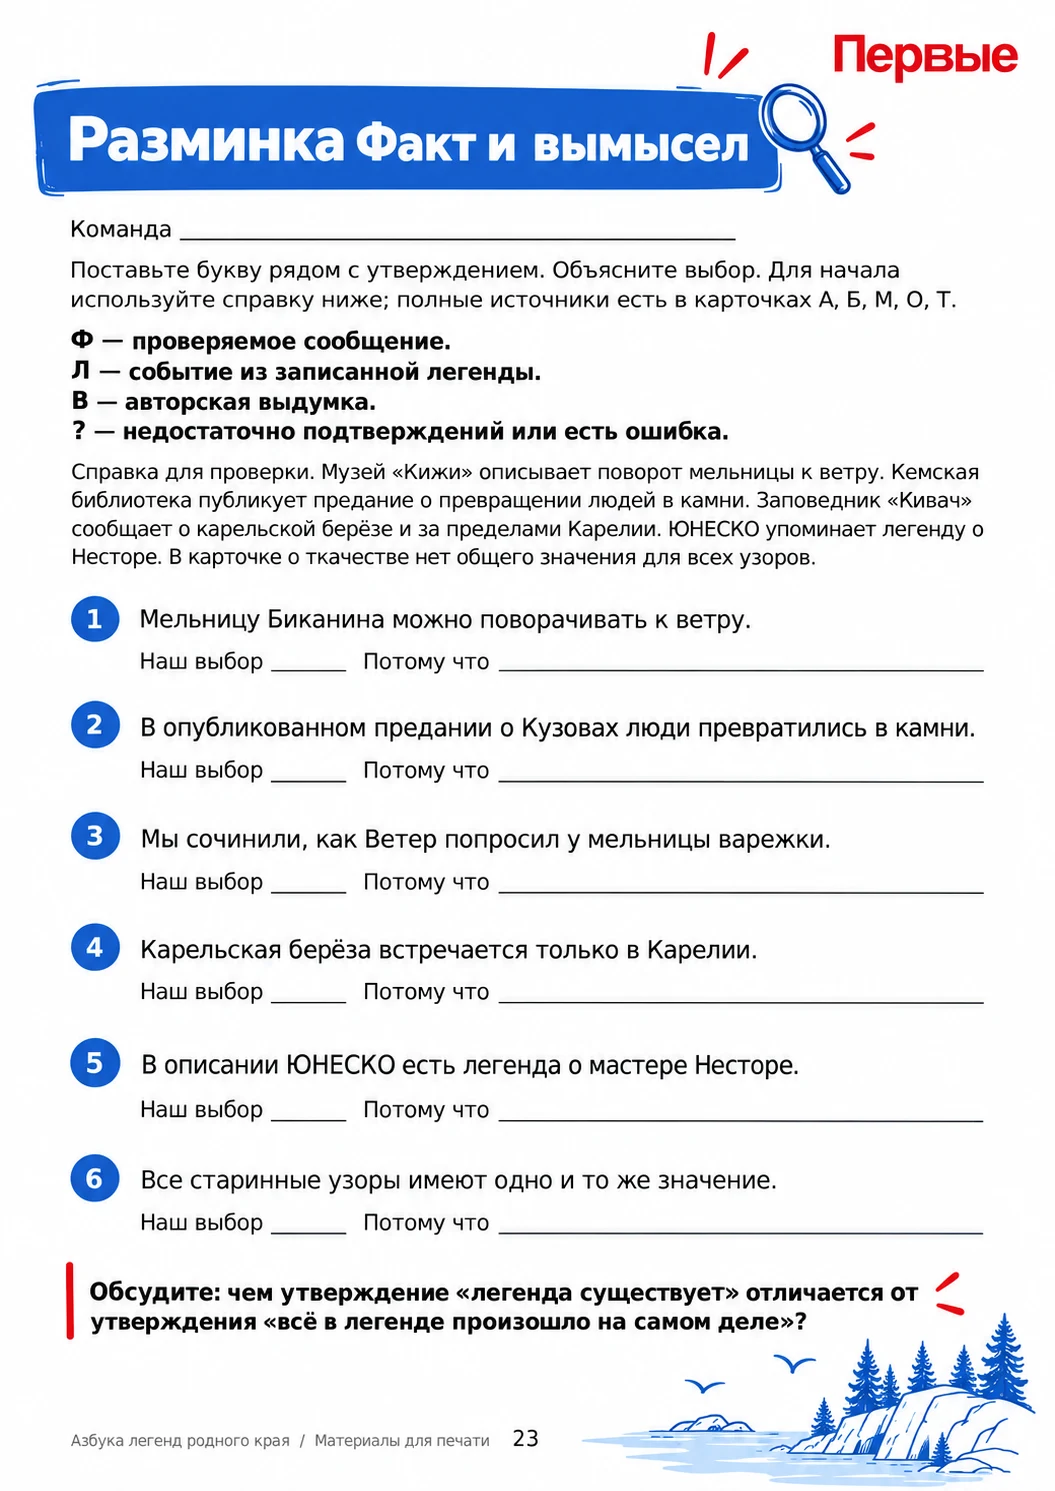 Первые
Разминка Факт и вымысел
Команда
Поставьте букву рядом с утверждением. Объясните выбор. Для начала
используйте справку ниже; полные источники есть в карточках А, Б, М, О, Т.
Ф — проверяемое сообщение.
Л — событие из записанной легенды.
В — авторская выдумка.
? — недостаточно подтверждений или есть ошибка.
Справка для проверки. Музей «Кижи» описывает поворот мельницы к ветру. Кемская
библиотека публикует предание о превращении людей в камни. Заповедник «Кивач»
сообщает о карельской берёзе и за пределами Карелии. ЮНЕСКО упоминает легенду о
Несторе. В карточке о ткачестве нет общего значения для всех узоров.
1 Мельницу Биканина можно поворачивать к ветру.
Наш выбор Потому что
2 В опубликованном предании о Кузовах люди превратились в камни.
Наш выбор Потому что
3 Мы сочинили, как Ветер попросил у мельницы варежки.
Наш выбор Потому что
4 Карельская берёза встречается только в Карелии.
Наш выбор Потому что
5 В описании ЮНЕСКО есть легенда о мастере Несторе.
Наш выбор Потому что
6 Все старинные узоры имеют одно и то же значение.
Наш выбор Потому что
Обсудите: чем утверждение «легенда существует» отличается от
утверждения «всё в легенде произошло на самом деле»?
Азбука легенд родного края / Материалы для печати 23